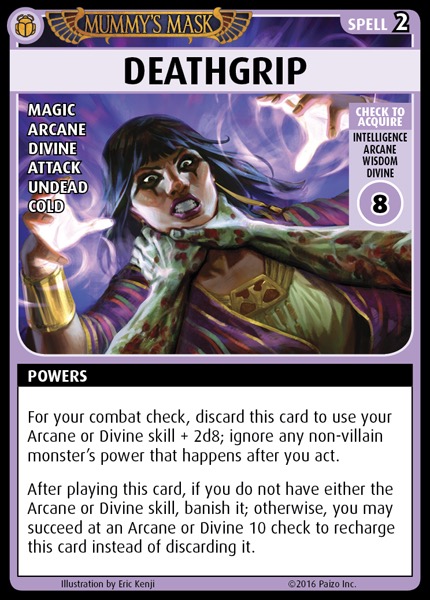 MUMMY'S MASK
SPELL 2
DEATHGRIP
MAGIC
ARCANE
DIVINE
ATTACK
UNDEAD
COLD
CHECK TO
ACQUIRE
INTELLIGENCE
ARCANE
WISDOM
DIVINE
8
POWERS
For your combat check, discard this card to use your
Arcane or Divine skill + 2d8; ignore any non-villain
monster's power that happens after you act.
After playing this card, if you do not have either the
Arcane or Divine skill, banish it; otherwise, you may
succeed at an Arcane or Divine 10 check to recharge
this card instead of discarding it.
Illustration by Eric Kenji
©2016 Paizo Inc.